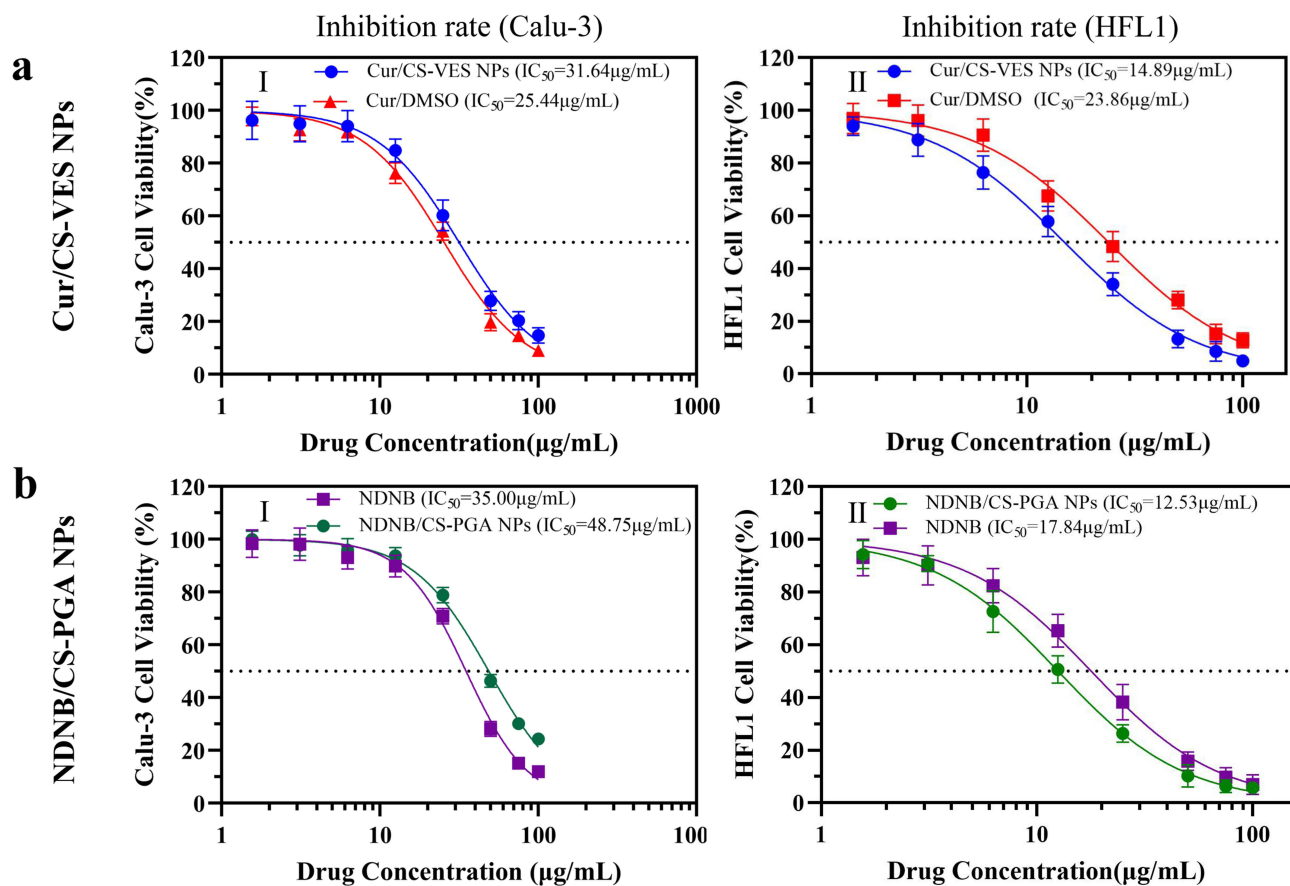 Inhibition rate (Calu-3)
Inhibition rate (HFL1)
a
Cur/CS-VES NPs
I
Cur/CS-VES NPs (IC50=31.64μg/mL)
Cur/DMSO (IC50=25.44μg/mL)
Calu-3 Cell Viability(%)
120
100
80
60
40
20
0
1
10
100
1000
Drug Concentration(μg/mL)
II
Cur/CS-VES NPs (IC50=14.89μg/mL)
Cur/DMSO (IC50=23.86μg/mL)
HFL1 Cell Viability(%)
120
100
80
60
40
20
0
1
10
100
Drug Concentration (μg/mL)
b
NDNB/CS-PGA NPs
I
NDNB (IC50=35.00μg/mL)
NDNB/CS-PGA NPs (IC50=48.75μg/mL)
Calu-3 Cell Viability (%)
120
100
80
60
40
20
0
1
10
100
1000
Drug Concentration (μg/mL)
II
NDNB/CS-PGA NPs (IC50=12.53μg/mL)
NDNB (IC50=17.84μg/mL)
HFL1 Cell Viability(%)
120
100
80
60
40
20
0
1
10
100
Drug Concentration (μg/mL)